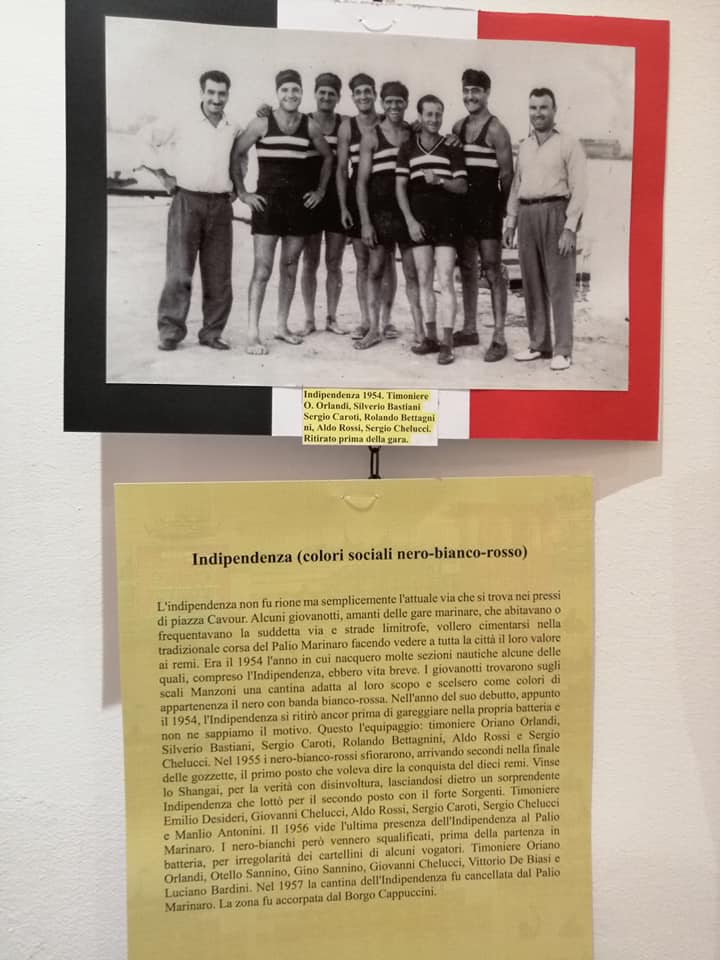 Indipendenza 1954. Timoniere
O. Orlandi, Silverio Bastiani
Sergio Caroti, Rolando Bettagni
ni, Aldo Rossi, Sergio Chelucci.
Ritirato prima della gara.
Indipendenza (colori sociali nero-bianco-rosso)
L'indipendenza non fu rione ma semplicemente l'attuale via che si trova nei pressi
di piazza Cavour. Alcuni giovanotti, amanti delle gare marinare, che abitavano o
frequentavano la suddetta via e strade limitrofe, vollero cimentarsi nella
tradizionale corsa del Palio Marinaro facendo vedere a tutta la città il loro valore
ai remi. Era il 1954 l'anno in cui nacquero molte sezioni nautiche alcune delle
quali, compreso l'Indipendenza, ebbero vita breve. I giovanotti trovarono sugli
scali Manzoni una cantina adatta al loro scopo e scelsero come colori di
appartenenza il nero con banda bianco-rossa. Nell'anno del suo debutto, appunto
il 1954, l'Indipendenza si ritirò ancor prima di gareggiare nella propria batteria e
non ne sappiamo il motivo. Questo l'equipaggio: timoniere Oriano Orlandi,
Silverio Bastiani, Sergio Caroti, Rolando Bettagnini, Aldo Rossi e Sergio
Chelucci. Nel 1955 i nero-bianco-rossi sfiorarono, arrivando secondi nella finale
delle gozzette, il primo posto che voleva dire la conquista del dieci remi. Vinse
lo Shangai, per la verità con disinvoltura, lasciandosi dietro un sorprendente
Indipendenza che lottò per il secondo posto con il forte Sorgenti. Timoniere
Emilio Desideri, Giovanni Chelucci, Aldo Rossi, Sergio Caroti, Sergio Chelucci
e Manlio Antonini. Il 1956 vide l'ultima presenza dell'Indipendenza al Palio
Marinaro. I nero-bianchi però vennero squalificati, prima della partenza in
batteria, per irregolarità dei cartellini di alcuni vogatori. Timoniere Oriano
Orlandi, Otello Sannino, Gino Sannino, Giovanni Chelucci, Vittorio De Biasi e
Luciano Bardini. Nel 1957 la cantina dell'Indipendenza fu cancellata dal Palio
Marinaro. La zona fu accorpata dal Borgo Cappuccini.